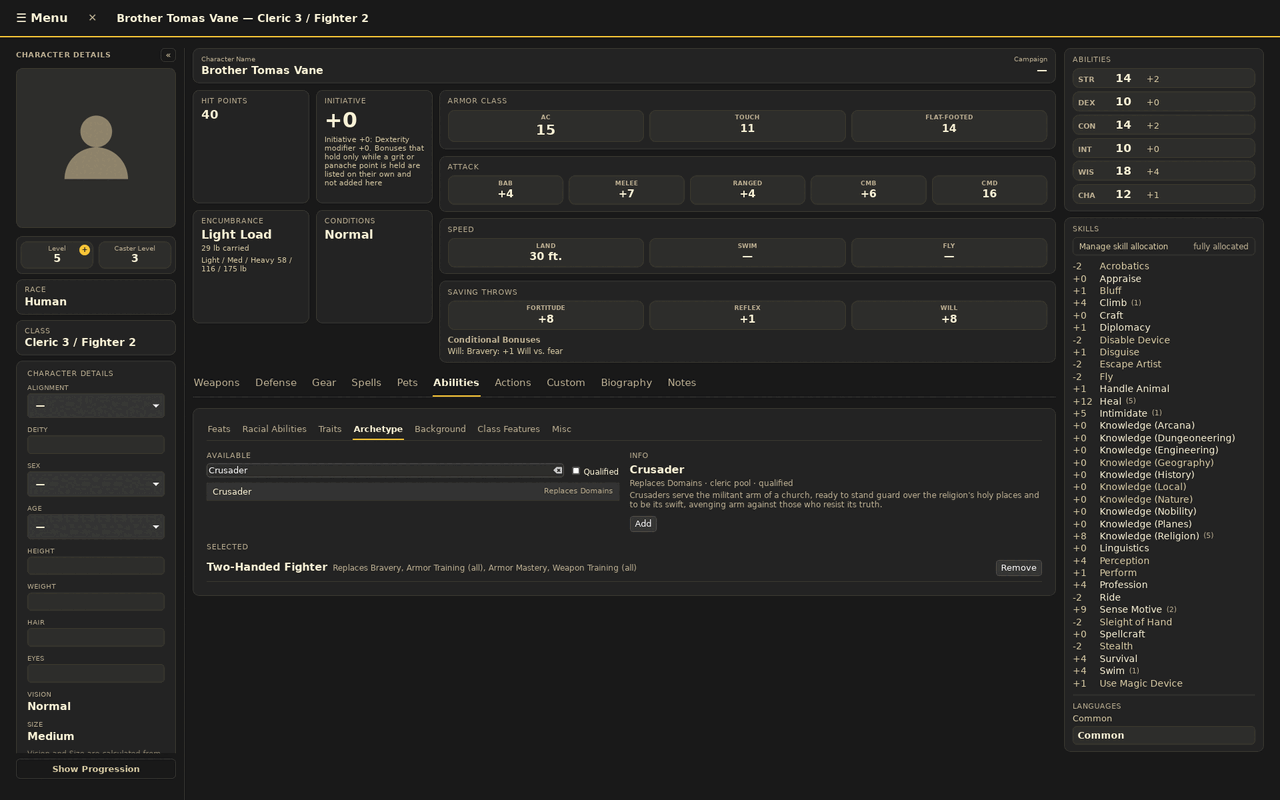 ☰ Menu × Brother Tomas Vane — Cleric 3 / Fighter 2
CHARACTER DETAILS «
Level
5
+
Caster Level
3
RACE
Human
CLASS
Cleric 3 / Fighter 2
CHARACTER DETAILS
ALIGNMENT
—
DEITY
SEX
—
AGE
—
HEIGHT
WEIGHT
HAIR
EYES
VISION
Normal
SIZE
Medium
Vision and Size are calculated from
Show Progression
Character Name
Brother Tomas Vane
Campaign
—
HIT POINTS
40
INITIATIVE
+0
Initiative +0: Dexterity
modifier +0. Bonuses that
hold only while a grit or
panache point is held are
listed on their own and
not added here
ENCUMBRANCE
Light Load
29 lb carried
Light / Med / Heavy 58 /
116 / 175 lb
CONDITIONS
Normal
ARMOR CLASS
AC
15
TOUCH
11
FLAT-FOOTED
14
ATTACK
BAB
+4
MELEE
+7
RANGED
+4
CMB
+6
CMD
16
SPEED
LAND
30 ft.
SWIM
—
FLY
—
SAVING THROWS
FORTITUDE
+8
REFLEX
+1
WILL
+8
Conditional Bonuses
Will: Bravery: +1 Will vs. fear
Weapons Defense Gear Spells Pets Abilities Actions Custom Biography Notes
Feats Racial Abilities Traits Archetype Background Class Features Misc
AVAILABLE
Crusader
Qualified
Crusader Replaces Domains
INFO
Crusader
Replaces Domains · cleric pool · qualified
Crusaders serve the militant arm of a church, ready to stand guard over the religion's holy places and
to be its swift, avenging arm against those who resist its truth.
Add
SELECTED
Two-Handed Fighter Replaces Bravery, Armor Training (all), Armor Mastery, Weapon Training (all)
Remove
ABILITIES
STR 14 +2
DEX 10 +0
CON 14 +2
INT 10 +0
WIS 18 +4
CHA 12 +1
SKILLS
Manage skill allocation fully allocated
-2 Acrobatics
+0 Appraise
+1 Bluff
+4 Climb (1)
+0 Craft
+1 Diplomacy
-2 Disable Device
+1 Disguise
-2 Escape Artist
-2 Fly
+1 Handle Animal
+12 Heal (5)
+5 Intimidate (1)
+0 Knowledge (Arcana)
+0 Knowledge (Dungeoneering)
+0 Knowledge (Engineering)
+0 Knowledge (Geography)
+0 Knowledge (History)
+0 Knowledge (Local)
+0 Knowledge (Nature)
+0 Knowledge (Nobility)
+0 Knowledge (Planes)
+8 Knowledge (Religion) (5)
+0 Linguistics
+4 Perception
+1 Perform
+4 Profession
-2 Ride
+9 Sense Motive (2)
-2 Sleight of Hand
+0 Spellcraft
-2 Stealth
+4 Survival
+4 Swim (1)
+1 Use Magic Device
LANGUAGES
Common
Common